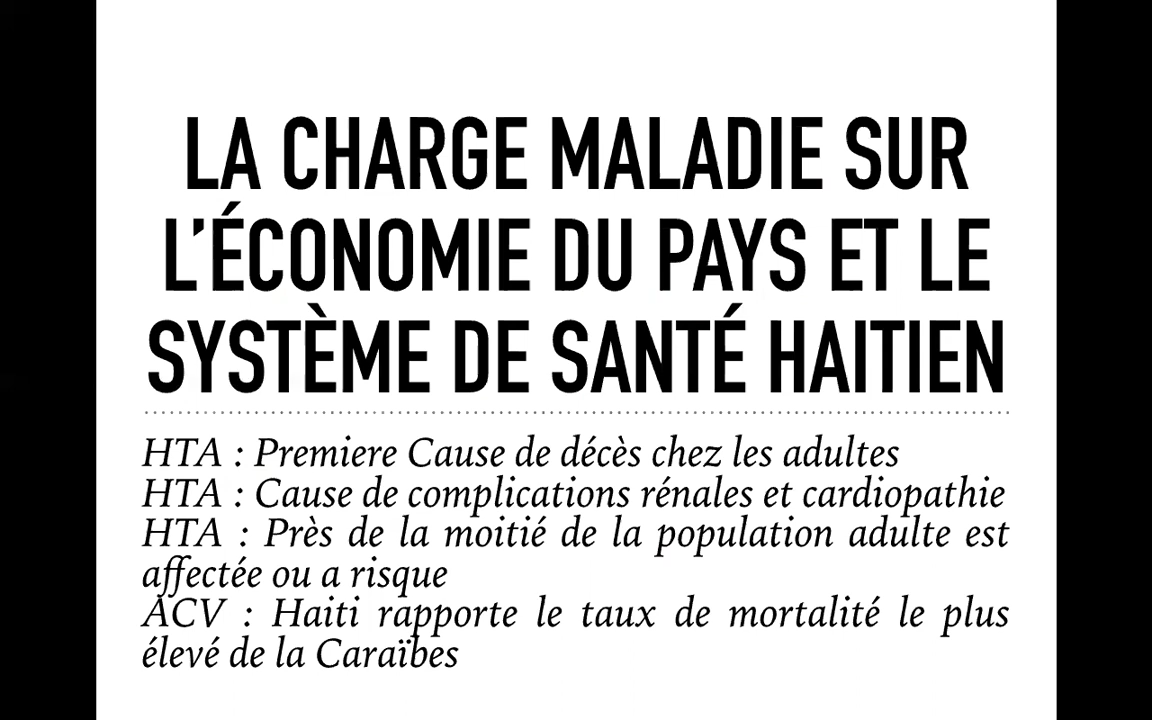 LA CHARGE MALADIE SUR
L’ÉCONOMIE DU PAYS ET LE
SYSTÈME DE SANTÉ HAITIEN
HTA : Premiere Cause de décès chez les adultes
HTA : Cause de complications rénales et cardiopathie
HTA : Près de la moitié de la population adulte est
affectée ou a risque
ACV : Haiti rapporte le taux de mortalité le plus
élevé de la Caraïbes